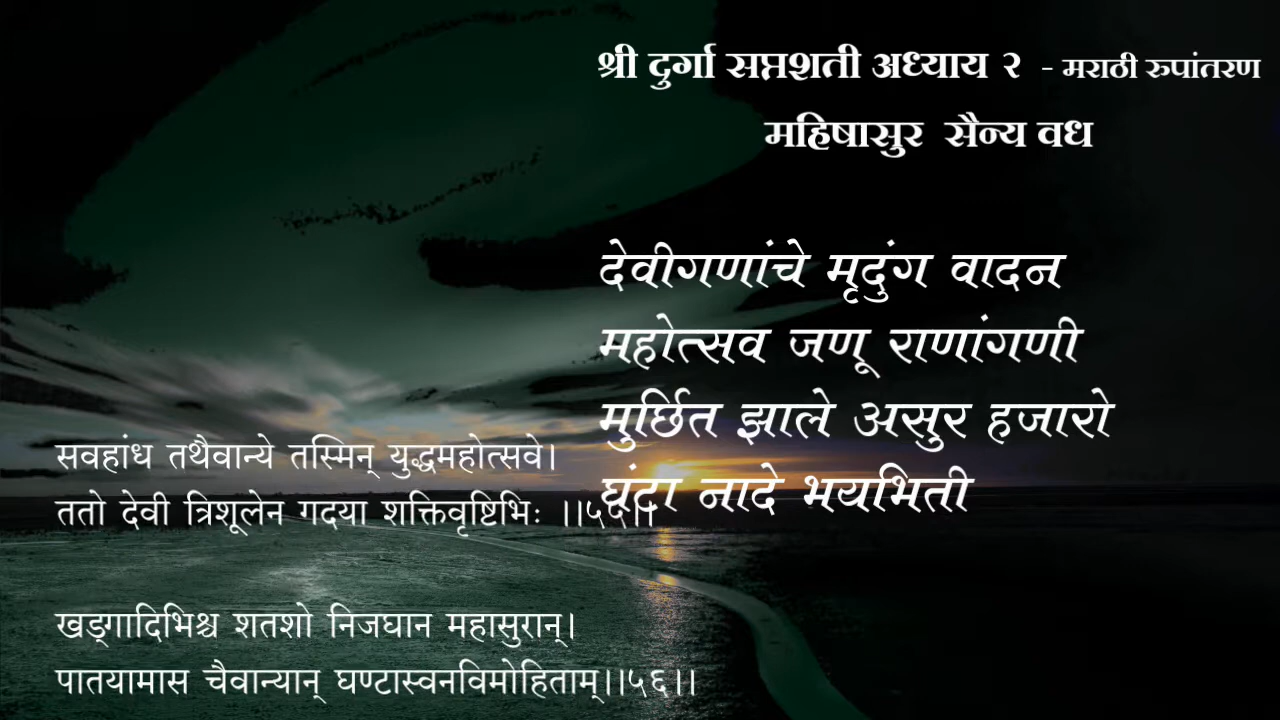 श्री दुर्गा सप्तशती अध्याय २ - मराठी रुपांतरण
महिषासुर सैन्य वध
देवीगणांचे मृदुंग वादन
महोत्सव जणू राणांगणी
मुर्छित झाले असुर हजारो
घंटा नादे भयभिती
सवहांध तथैवान्ये तस्मिन् युद्धमहोत्सवे।
ततो देवी त्रिशूलेन गदया शक्तिवृष्टिभिः ।।५५।।
खड्गादिभिश्च शतशो निजघान महासुरान्।
पातयामास चैवान्यान् घण्टास्वनविमोहिताम्।।५६।।